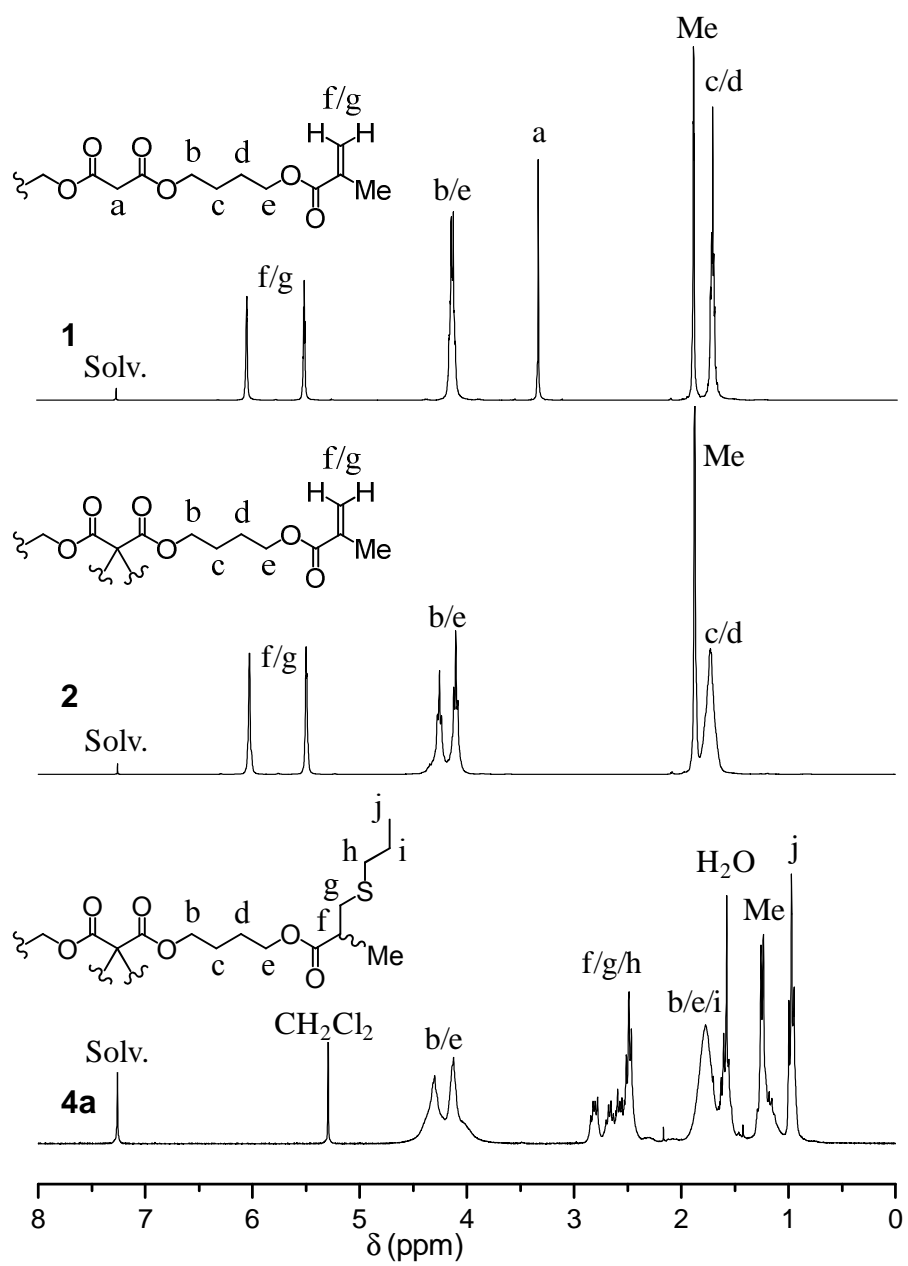 Me
f/g
H H
c/d
a
O O b d O
b/e
O a O c e O Me
f/g
1
Solv.
f/g
H H
Me
O O b d O
O O c e O Me
b/e
c/d
f/g
2
Solv.
j
h i
j
H₂O
g S
Me
O O b d f
O O c e O Me
f/g/h
b/e/i
CH₂Cl₂
b/e
Solv.
4a
8 7 6 5 4 3 2 1 0
δ (ppm)